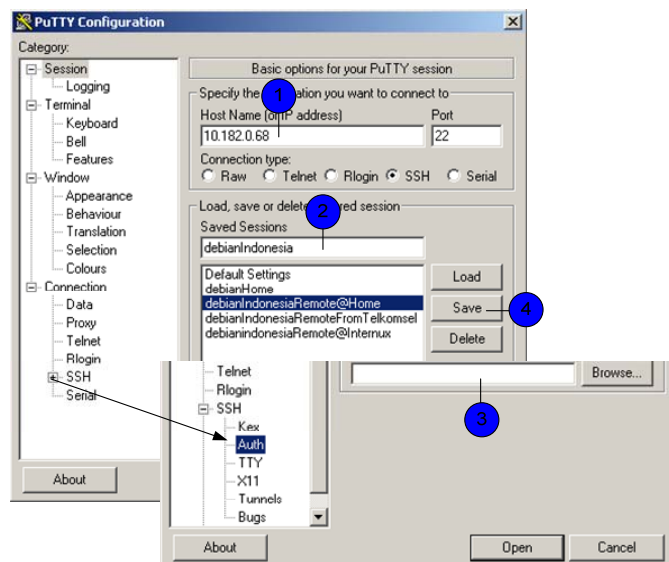 PuTTY Configuration
Category:
Session
Logging
Terminal
Keyboard
Bell
Features
Window
Appearance
Behaviour
Translation
Selection
Colours
Connection
Data
Proxy
Telnet
Rlogin
SSH
Serial
About
Basic options for your PuTTY session
Specify the ation you want to connect to
1
Host Name (or IP address) Port
10.182.0.68 22
Connection type:
Raw Telnet Rlogin SSH Serial
Load, save or delete ed session
2
Saved Sessions
debianIndonesia
Default Settings
debianHome
debianIndonesiaRemote@Home
debianIndonesiaRemoteFromTelkomsel
debianindonesiaRemote@Internux
Load
Save
4
Delete
Telnet
Rlogin
SSH
Kex
Auth
TTY
X11
Tunnels
Bugs
Browse...
3
About
Open
Cancel